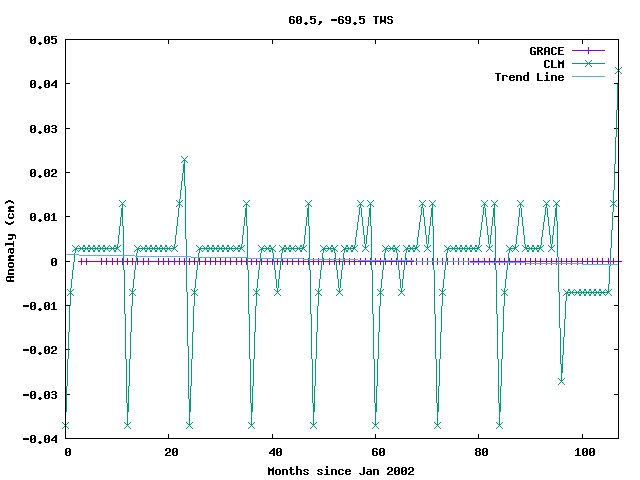 60.5, -69.5 TWS
GRACE
CLM
Trend Line
Anomaly (cm)
0.05
0.04
0.03
0.02
0.01
0
-0.01
-0.02
-0.03
-0.04
0 20 40 60 80 100
Months since Jan 2002